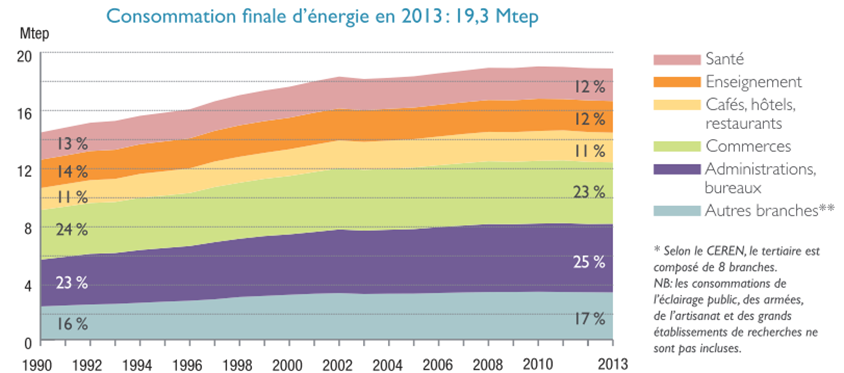 Consommation finale d’énergie en 2013 : 19,3 Mtep
Mtep
20
16
12
8
4
0
13 %
14 %
11 %
24 %
23 %
16 %
12 %
12 %
11 %
23 %
25 %
17 %
1990 1992 1994 1996 1998 2000 2002 2004 2006 2008 2010 2013
Santé
Enseignement
Cafés, hôtels,
restaurants
Commerces
Administrations,
bureaux
Autres branches**
* Selon le CEREN, le tertiaire est
composé de 8 branches.
NB: les consommations de
l’éclairage public, des armées,
de l’artisanat et des grands
établissements de recherches ne
sont pas incluses.